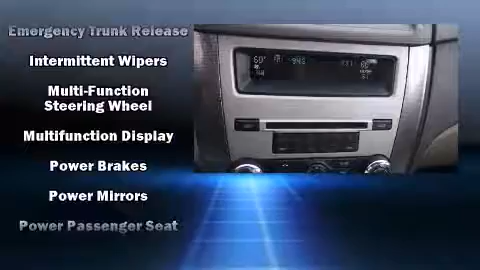 Emergency Trunk Release
Intermittent Wipers
Multi-Function
Steering Wheel
Multifunction Display
Power Brakes
Power Mirrors
Power Passenger Seat